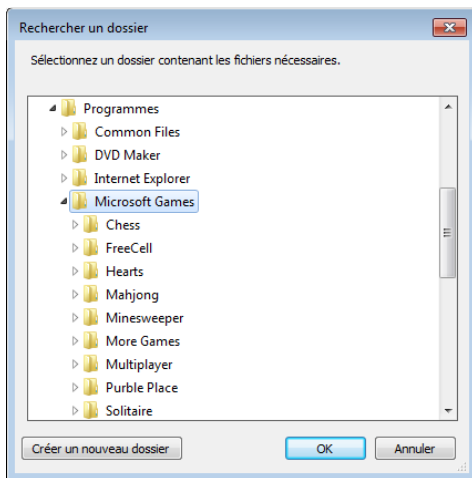 Rechercher un dossier
Sélectionnez un dossier contenant les fichiers nécessaires.
Programmes
Common Files
DVD Maker
Internet Explorer
Microsoft Games
Chess
FreeCell
Hearts
Mahjong
Minesweeper
More Games
Multiplayer
Purble Place
Solitaire
Créer un nouveau dossier OK Annuler